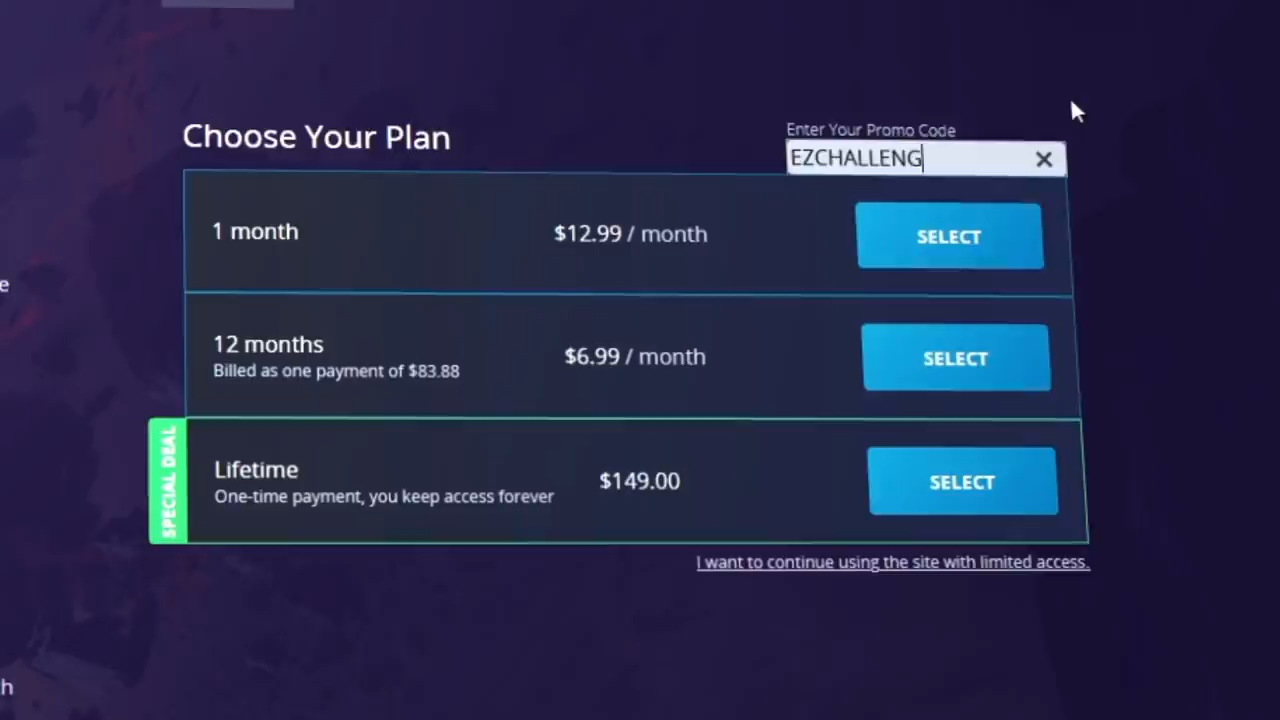 Choose Your Plan
Enter Your Promo Code
EZCHALLENG
1 month
$12.99 / month
SELECT
12 months
Billed as one payment of $83.88
$6.99 / month
SELECT
SPECIAL DEAL
Lifetime
One-time payment, you keep access forever
$149.00
SELECT
I want to continue using the site with limited access.